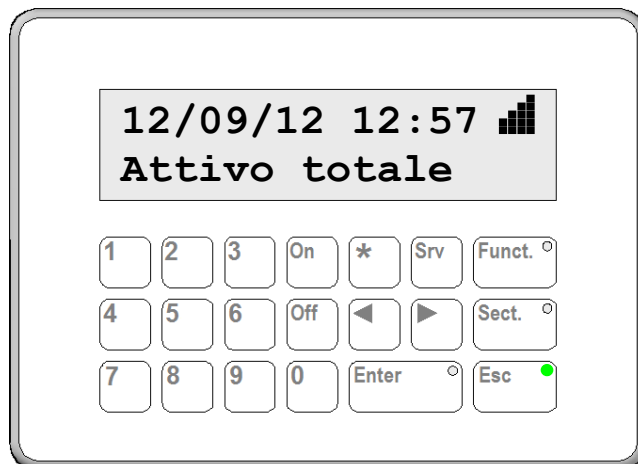 12/09/12 12:57
Attivo totale
1 2 3 On * Srv Funct.
4 5 6 Off ◀ ▶ Sect.
7 8 9 0 Enter Esc